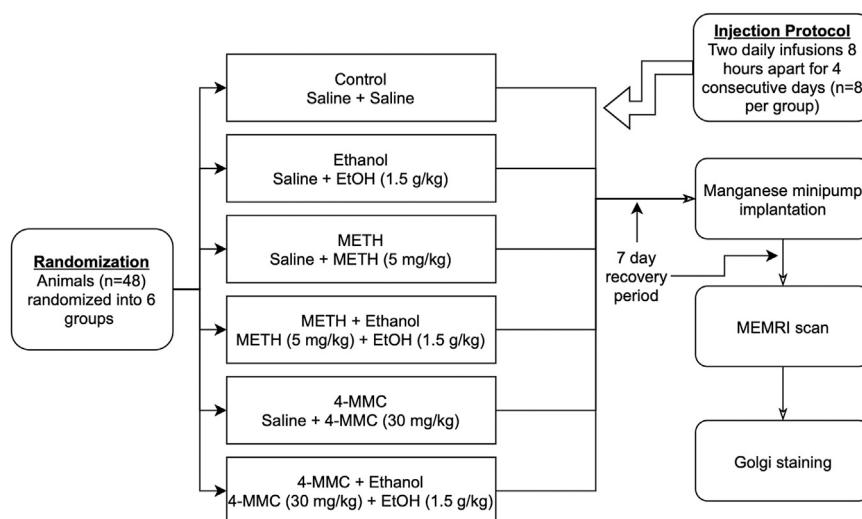 Randomization
Animals (n=48)
randomized into 6
groups
Control
Saline + Saline
Ethanol
Saline + EtOH (1.5 g/kg)
METH
Saline + METH (5 mg/kg)
METH + Ethanol
METH (5 mg/kg) + EtOH (1.5 g/kg)
4-MMC
Saline + 4-MMC (30 mg/kg)
4-MMC + Ethanol
4-MMC (30 mg/kg) + EtOH (1.5 g/kg)
Injection Protocol
Two daily infusions 8
hours apart for 4
consecutive days (n=8
per group)
7 day
recovery
period
Manganese minipump
implantation
MEMRI scan
Golgi staining